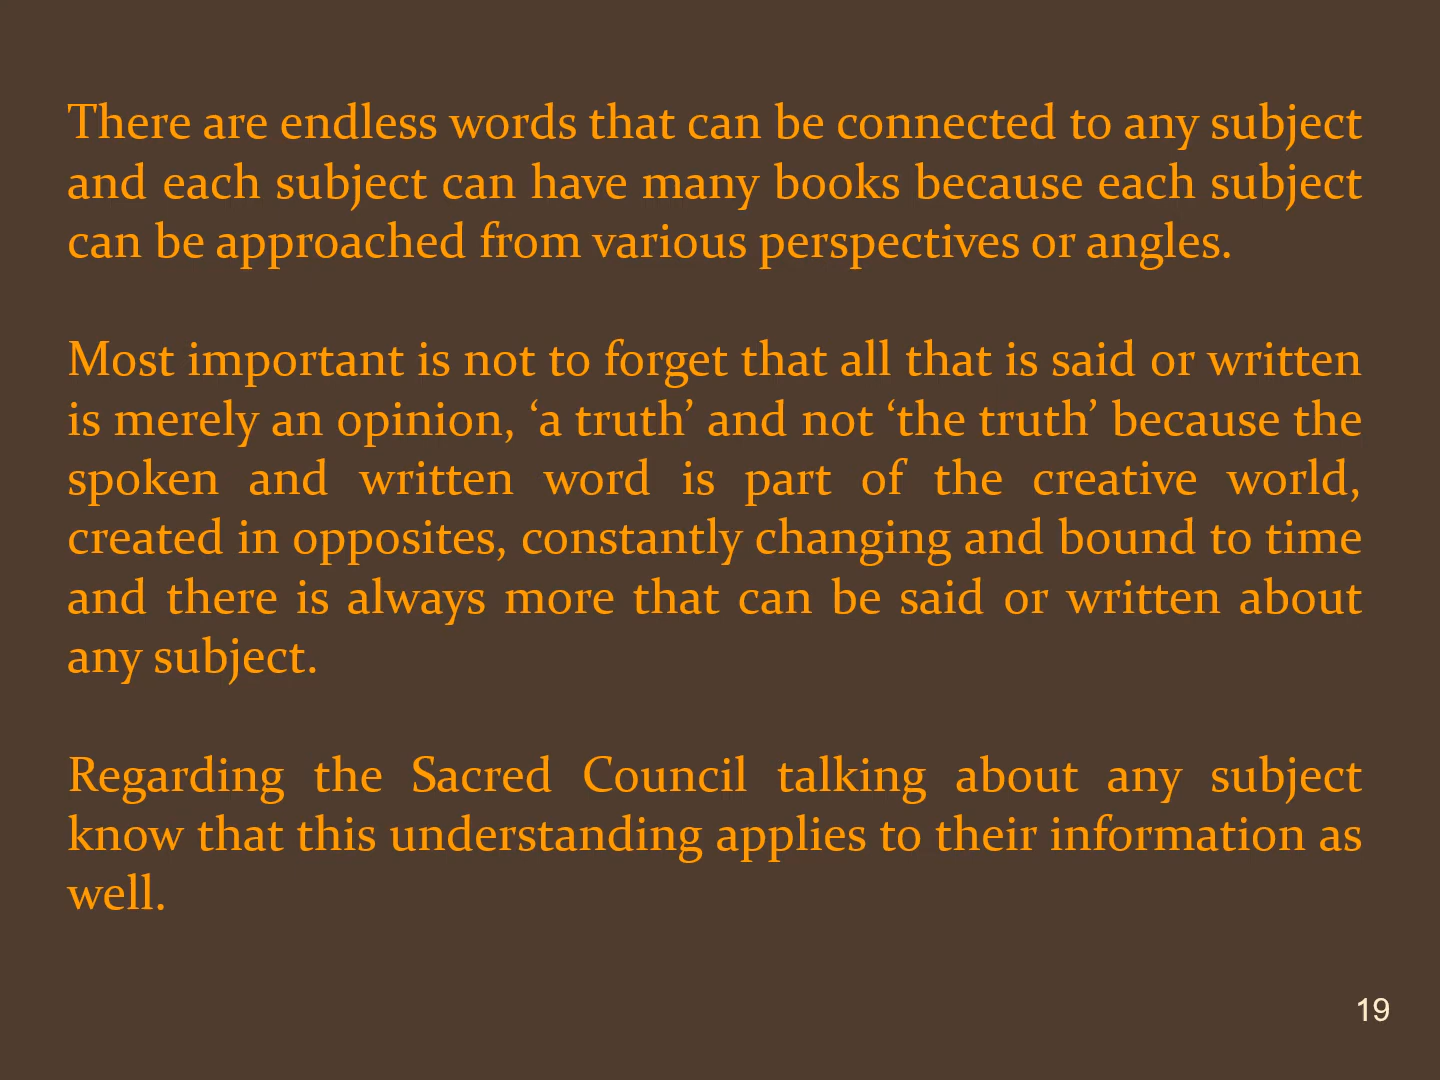 There are endless words that can be connected to any subject
and each subject can have many books because each subject
can be approached from various perspectives or angles.
Most important is not to forget that all that is said or written
is merely an opinion, ‘a truth’ and not ‘the truth’ because the
spoken and written word is part of the creative world,
created in opposites, constantly changing and bound to time
and there is always more that can be said or written about
any subject.
Regarding the Sacred Council talking about any subject
know that this understanding applies to their information as
well.
19